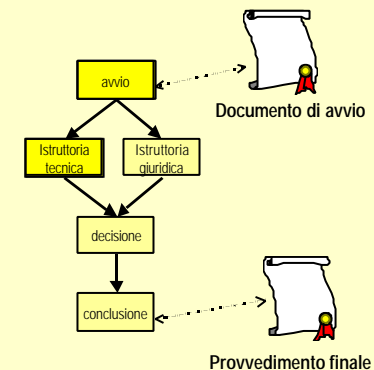 avvio
Documento di avvio
Istruttoria
tecnica
Istruttoria
giuridica
decisione
conclusione
Provvedimento finale